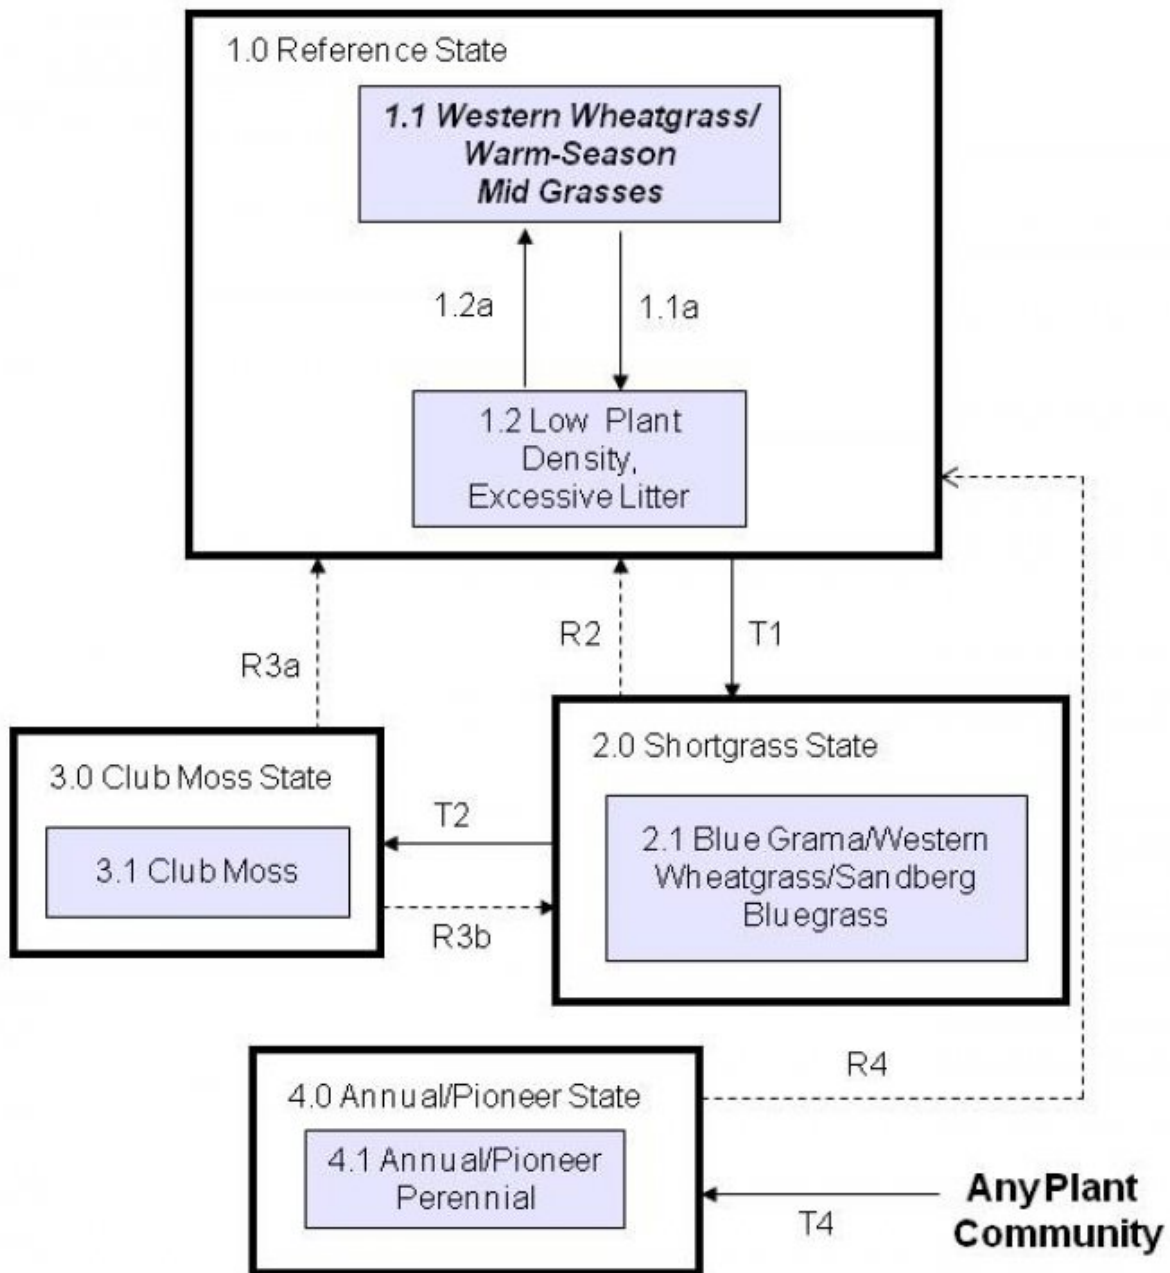 1.0 Reference State
1.1 Western Wheatgrass/
Warm-Season
Mid Grasses
1.2a
1.1a
1.2 Low Plant
Density,
Excessive Litter
R3a
R2
T1
3.0 Club Moss State
3.1 Club Moss
T2
R3b
2.0 Shortgrass State
2.1 Blue Grama/Western
Wheatgrass/Sandberg
Bluegrass
4.0 Annual/Pioneer State
4.1 Annual/Pioneer
Perennial
R4
T4
Any Plant
Community